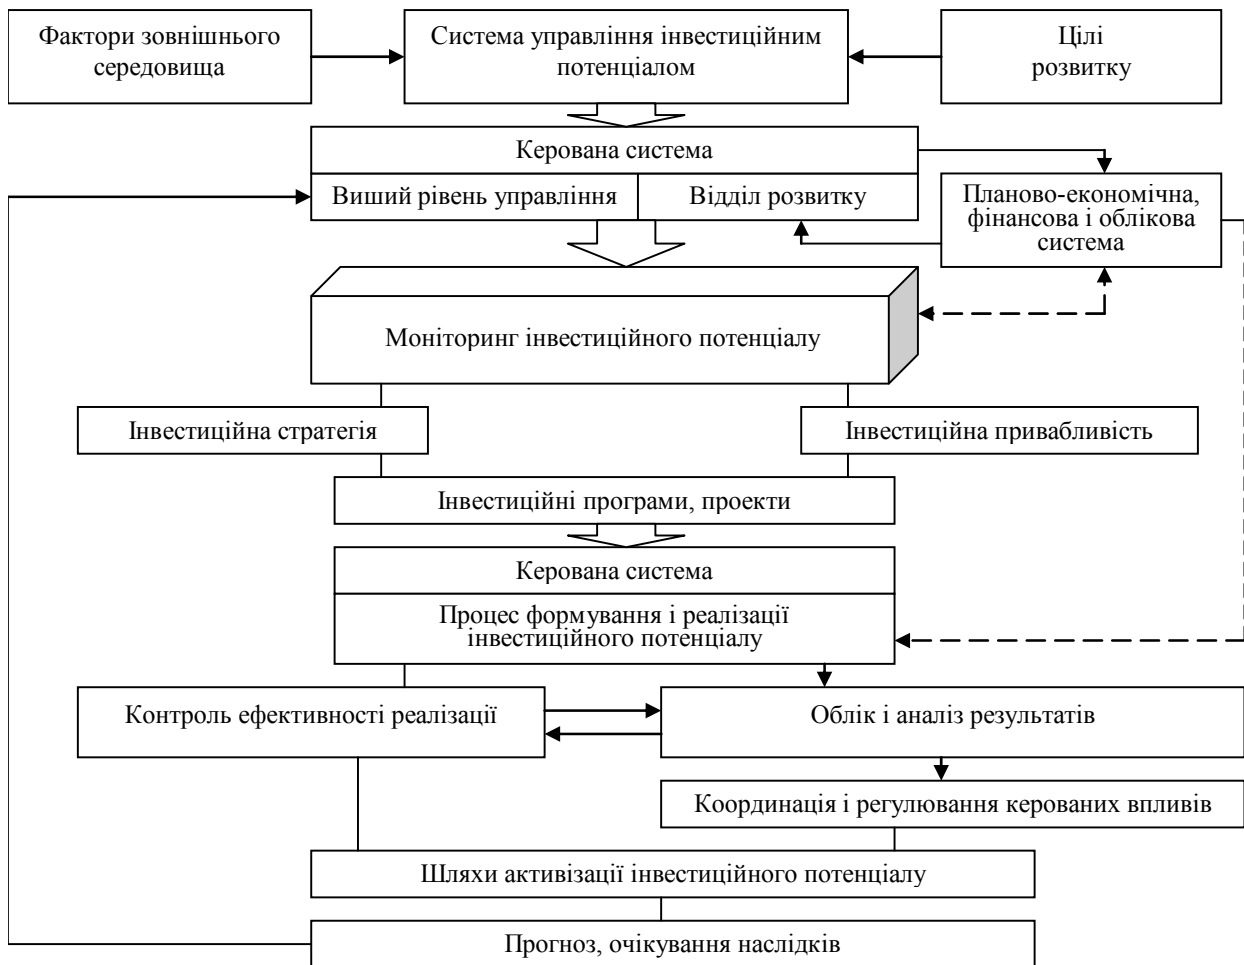 Фактори зовнішнього
середовища
Система управління інвестиційним
потенціалом
Цілі
розвитку
Керована система
Виший рівень управління
Відділ розвитку
Планово-економічна,
фінансова і облікова
система
Моніторинг інвестиційного потенціалу
Інвестиційна стратегія
Інвестиційна привабливість
Інвестиційні програми, проекти
Керована система
Процес формування і реалізації
інвестиційного потенціалу
Контроль ефективності реалізації
Облік і аналіз результатів
Координація і регулювання керованих впливів
Шляхи активізації інвестиційного потенціалу
Прогноз, очікування наслідків